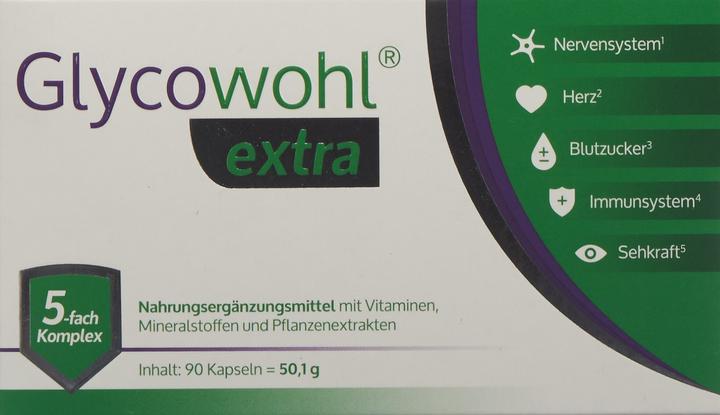 Glycowohl®
extra
Nervensystem¹
Herz²
Blutzucker³
Immunsystem⁴
Sehkraft⁵
5-fach
Komplex
Nahrungsergänzungsmittel mit Vitaminen,
Mineralstoffen und Pflanzenextrakten
Inhalt: 90 Kapseln = 50,1 g